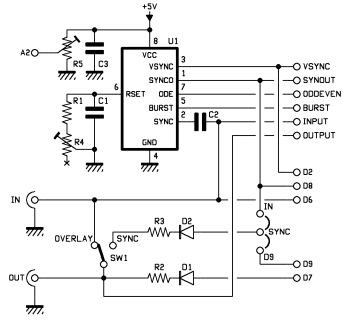 +5V
A2
R5
C3
8
U1
VCC
VSYNC
3
VSYNC
SYNCO
1
SYNOUT
6
RSET
ODE
7
ODDEVEN
R1
C1
BURST
5
BURST
SYNC
2
C2
INPUT
R4
GND
4
OUTPUT
D2
D8
IN
D6
IN
R3
D2
OVERLAY
SYNC
SYNC
SW1
D9
D9
OUT
R2
D1
D7